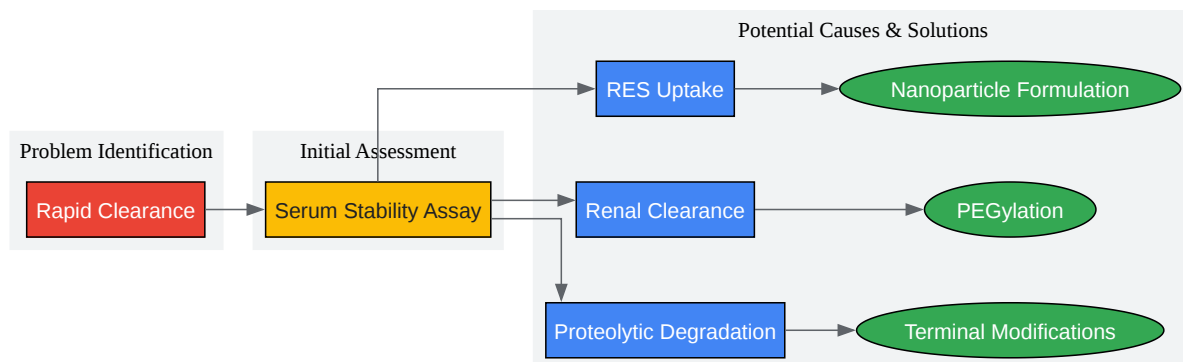 Potential Causes & Solutions
RES Uptake
Nanoparticle Formulation
Problem Identification
Initial Assessment
Rapid Clearance
Serum Stability Assay
Renal Clearance
PEGylation
Proteolytic Degradation
Terminal Modifications